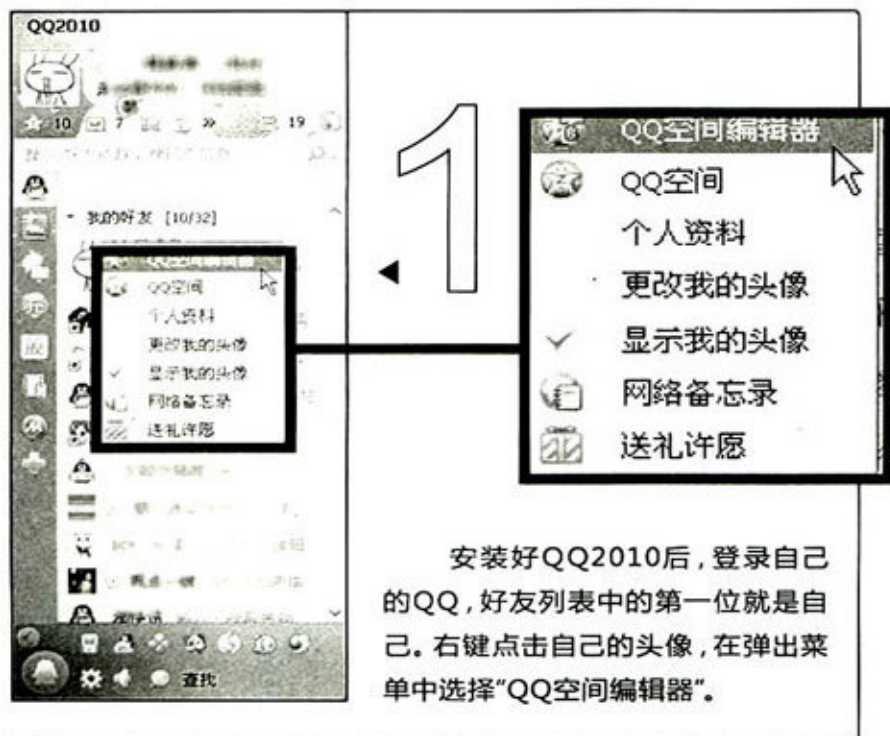 QQ2010
10
7
19
我的好友 [10/32]
QQ空间编辑器
QQ空间
个人资料
更改我的头像
显示我的头像
网络备忘录
送礼许愿
查找
1
QQ空间编辑器
QQ空间
个人资料
更改我的头像
显示我的头像
网络备忘录
送礼许愿
安装好QQ2010后,登录自己
的QQ,好友列表中的第一位就是自
己。右键点击自己的头像,在弹出菜
单中选择“QQ空间编辑器”。